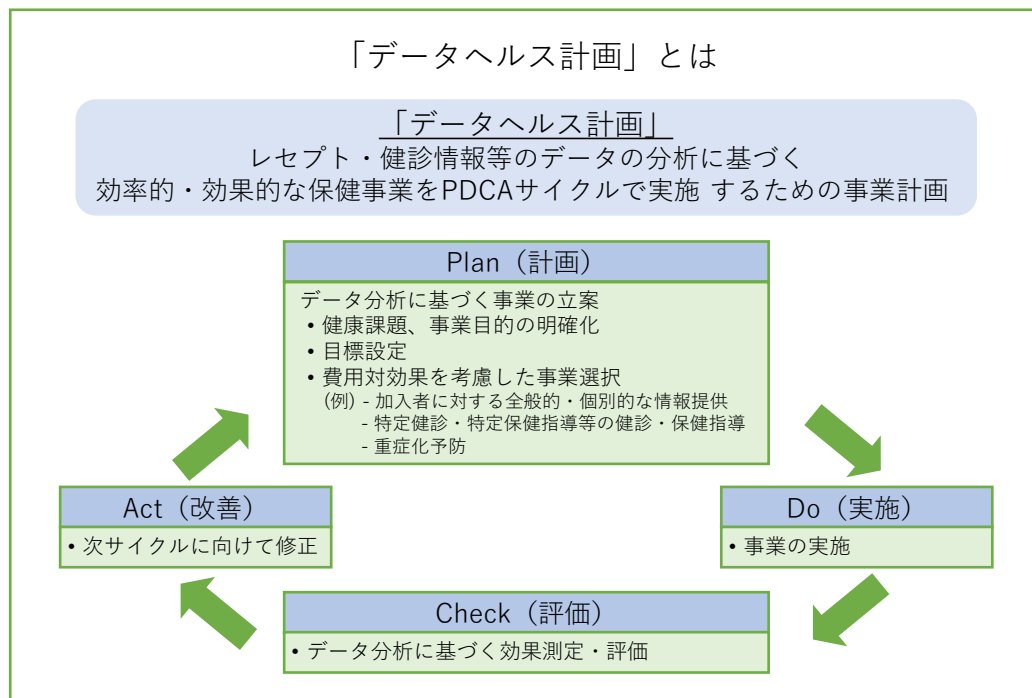 「データヘルス計画」とは
「データヘルス計画」
レセプト・健診情報等のデータの分析に基づく
効率的・効果的な保健事業をPDCAサイクルで実施 するための事業計画
Plan（計画）
データ分析に基づく事業の立案
• 健康課題、事業目的の明確化
• 目標設定
• 費用対効果を考慮した事業選択
(例) - 加入者に対する全般的・個別的な情報提供
- 特定健診・特定保健指導等の健診・保健指導
- 重症化予防
Do（実施）
• 事業の実施
Check（評価）
• データ分析に基づく効果測定・評価
Act（改善）
• 次サイクルに向けて修正